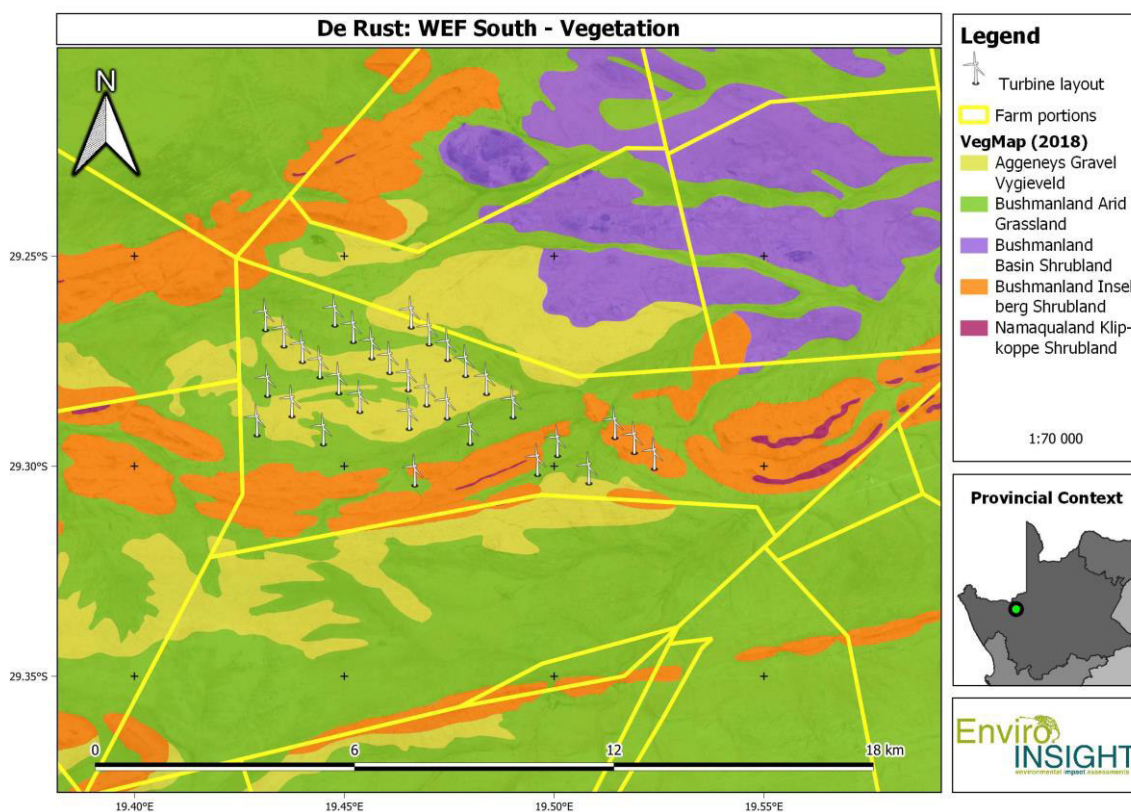 De Rust: WEF South - Vegetation
N
29.25°S
29.30°S
29.35°S
0
6
12
18 km
19.40°E
19.45°E
19.50°E
19.55°E
Legend
Turbine layout
Farm portions
VegMap (2018)
Aggeneys Gravel
Vygieveld
Bushmanland Arid
Grassland
Bushmanland
Basin Shrubland
Bushmanland Insel
berg Shrubland
Namaqualand Klip-
koppe Shrubland
1:70 000
Provincial Context
Enviro
INSIGHT
environmental impact assessments